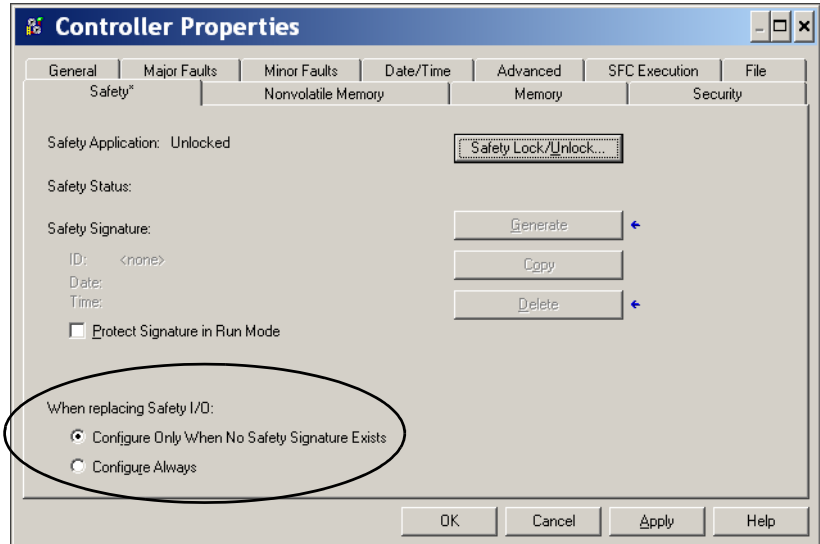 Controller Properties
General Major Faults Minor Faults Date/Time Advanced SFC Execution File
Safety* Nonvolatile Memory Memory Security
Safety Application: Unlocked Safety Lock/Unlock...
Safety Status:
Safety Signature: Generate
ID: <none> Copy
Date:
Time: Delete
Protect Signature in Run Mode
When replacing Safety I/O:
Configure Only When No Safety Signature Exists
Configure Always
OK Cancel Apply Help